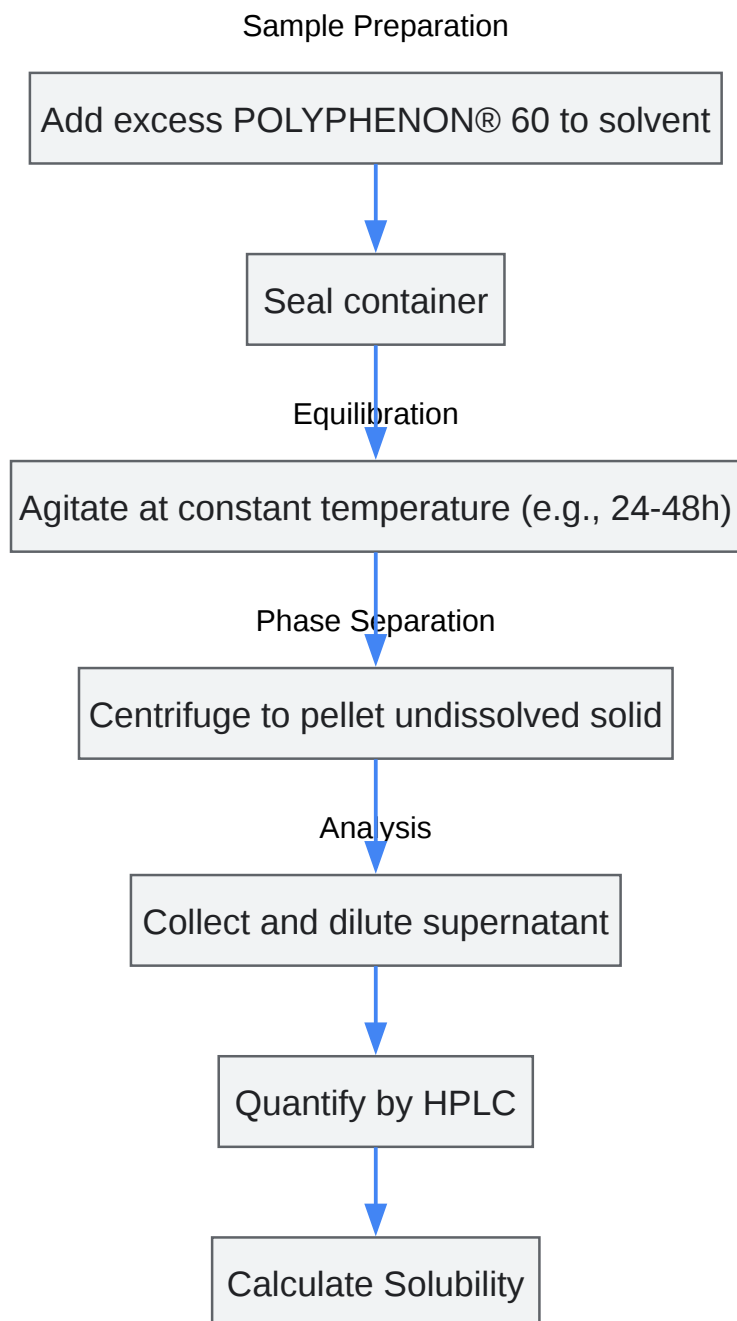 Sample Preparation
Add excess POLYPHENON® 60 to solvent
Seal container
Equilibration
Agitate at constant temperature (e.g., 24-48h)
Phase Separation
Centrifuge to pellet undissolved solid
Analysis
Collect and dilute supernatant
Quantify by HPLC
Calculate Solubility